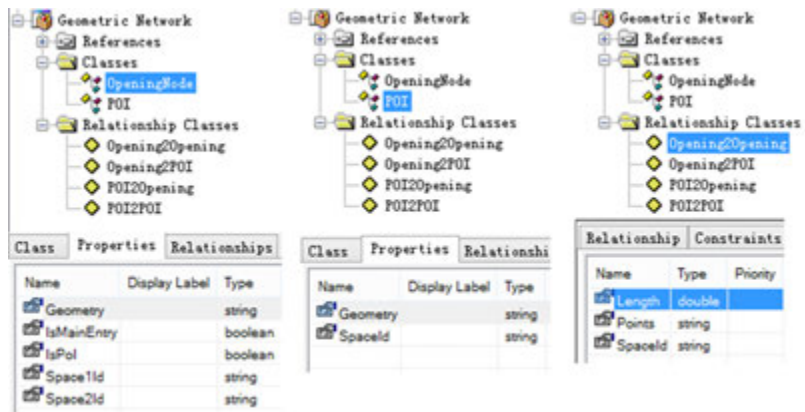 Geometric Network
References
Classes
OpeningNode
POI
Relationship Classes
Opening2Opening
Opening2POI
POI2Opening
POI2POI
Class Properties Relationships
Name Display Label Type
Geometry string
IsMainEntry boolean
IsPoI boolean
Space1Id string
Space2Id string
Geometric Network
References
Classes
OpeningNode
POI
Relationship Classes
Opening2Opening
Opening2POI
POI2Opening
POI2POI
Class Properties Relationshi
Name Display Label Type
Geometry string
SpaceId string
Geometric Network
References
Classes
OpeningNode
POI
Relationship Classes
Opening2Opening
Opening2POI
POI2Opening
POI2POI
Relationship Constraints
Name Type Priority
Length double
Points string
SpaceId string